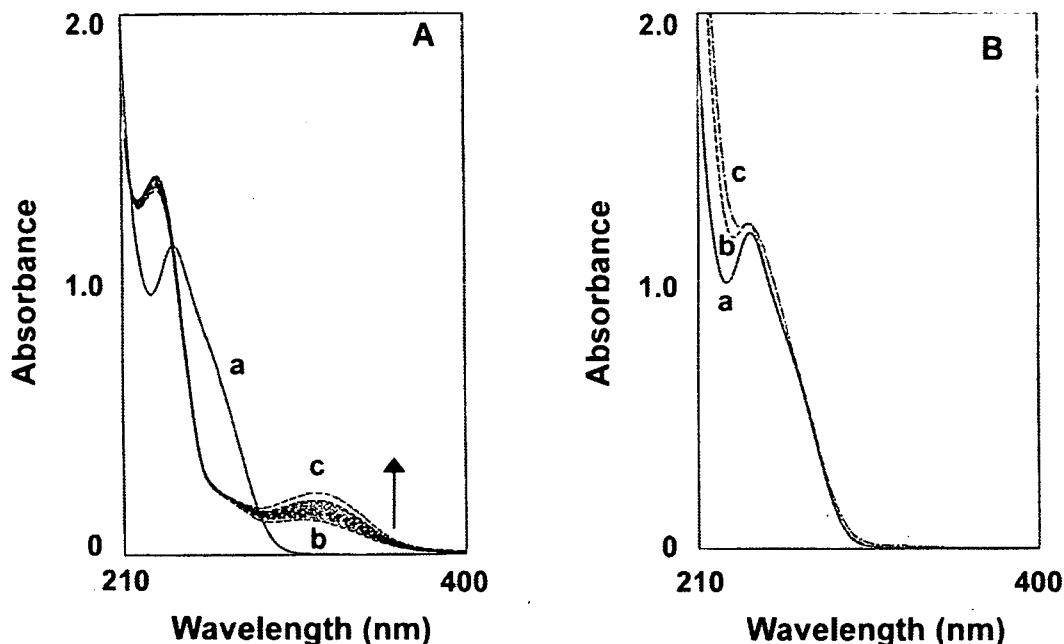 2.0
A
Absorbance
1.0
a
c
b
0
210
400
Wavelength (nm)
2.0
B
Absorbance
c
1.0
b
a
0
210
400
Wavelength (nm)